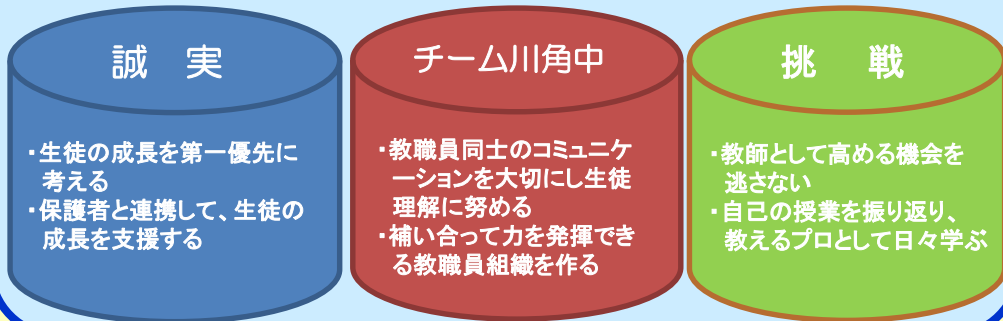 誠 実
・生徒の成長を第一優先に
考える
・保護者と連携して、生徒の
成長を支援する
チーム川角中
・教職員同士のコミュニケ
ーションを大切にし生徒
理解に努める
・補い合って力を発揮でき
る教職員組織を作る
挑 戦
・教師として高める機会を
逃さない
・自己の授業を振り返り、
教えるプロとして日々学ぶ